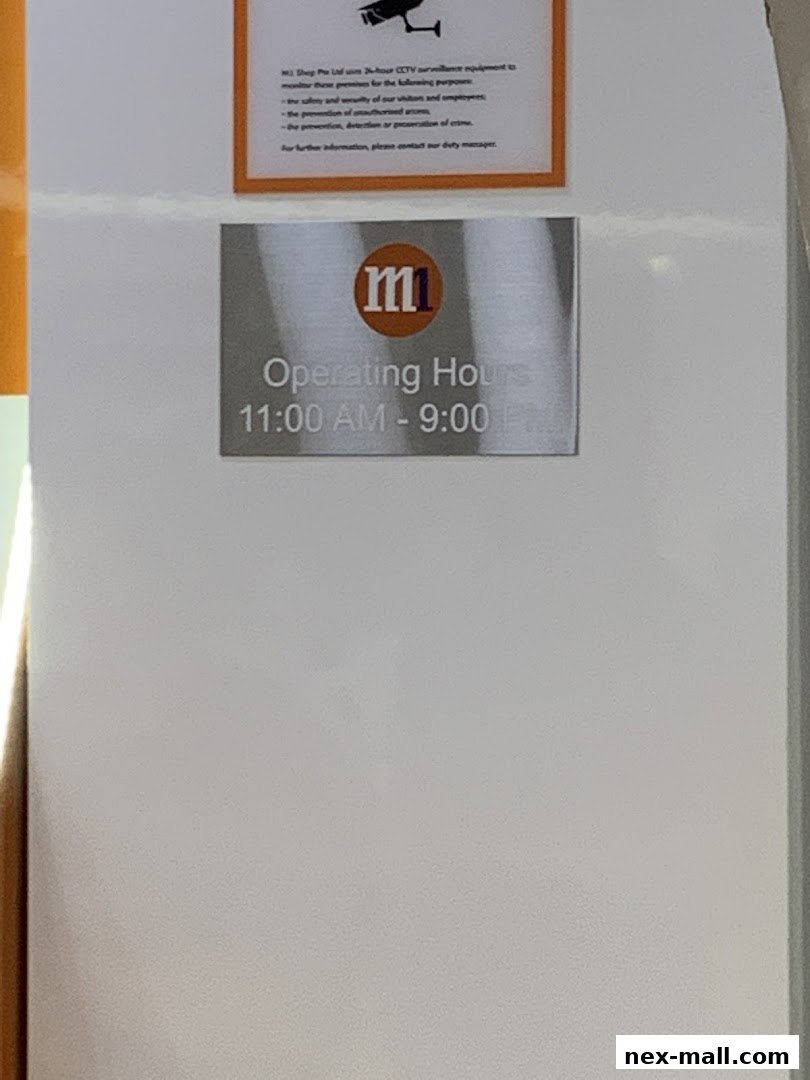 M1 Shop Pte Ltd uses 24-hour CCTV surveillance equipment to
monitor these premises for the following purposes:
- the safety and security of our visitors and employees;
- the prevention of unauthorised access;
- the prevention, detection or prosecution of crime.
For further information, please contact our duty manager.
m1
Operating Hours
11:00 AM - 9:00 PM
nex-mall.com